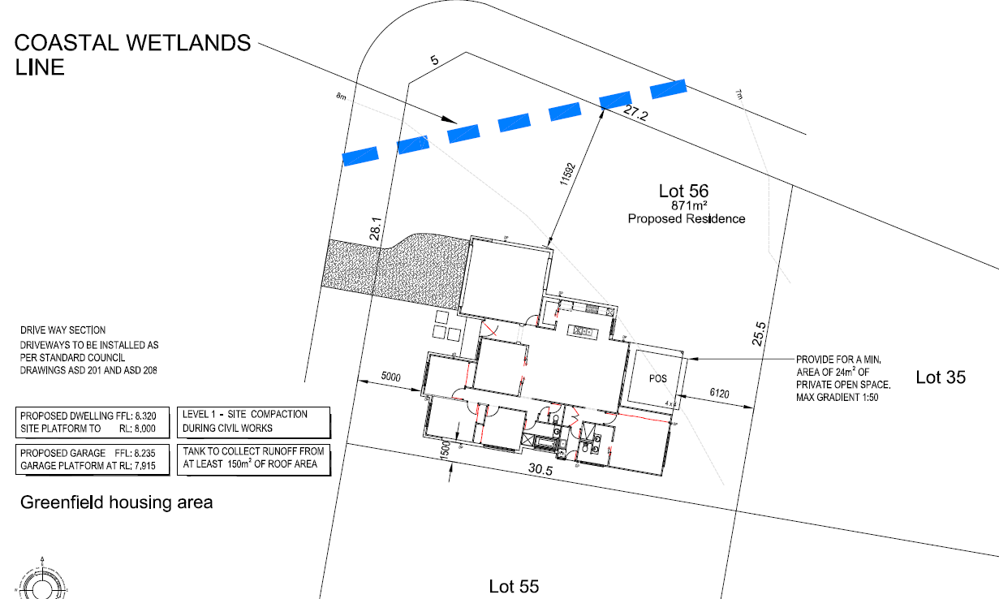 COASTAL WETLANDS
LINE
5
8m
7m
27.2
11592
Lot 56
871m²
Proposed Residence
28.1
25.5
DRIVE WAY SECTION
DRIVEWAYS TO BE INSTALLED AS
PER STANDARD COUNCIL
DRAWINGS ASD 201 AND ASD 208
5000
POS
4 x
6120
PROVIDE FOR A MIN.
AREA OF 24m² OF
PRIVATE OPEN SPACE.
MAX GRADIENT 1:50
Lot 35
PROPOSED DWELLING FFL: 8.320
SITE PLATFORM TO RL: 8.000
LEVEL 1 - SITE COMPACTION
DURING CIVIL WORKS
PROPOSED GARAGE FFL: 8.235
GARAGE PLATFORM AT RL: 7.915
TANK TO COLLECT RUNOFF FROM
AT LEAST 150m² OF ROOF AREA
1500
30.5
Greenfield housing area
Lot 55